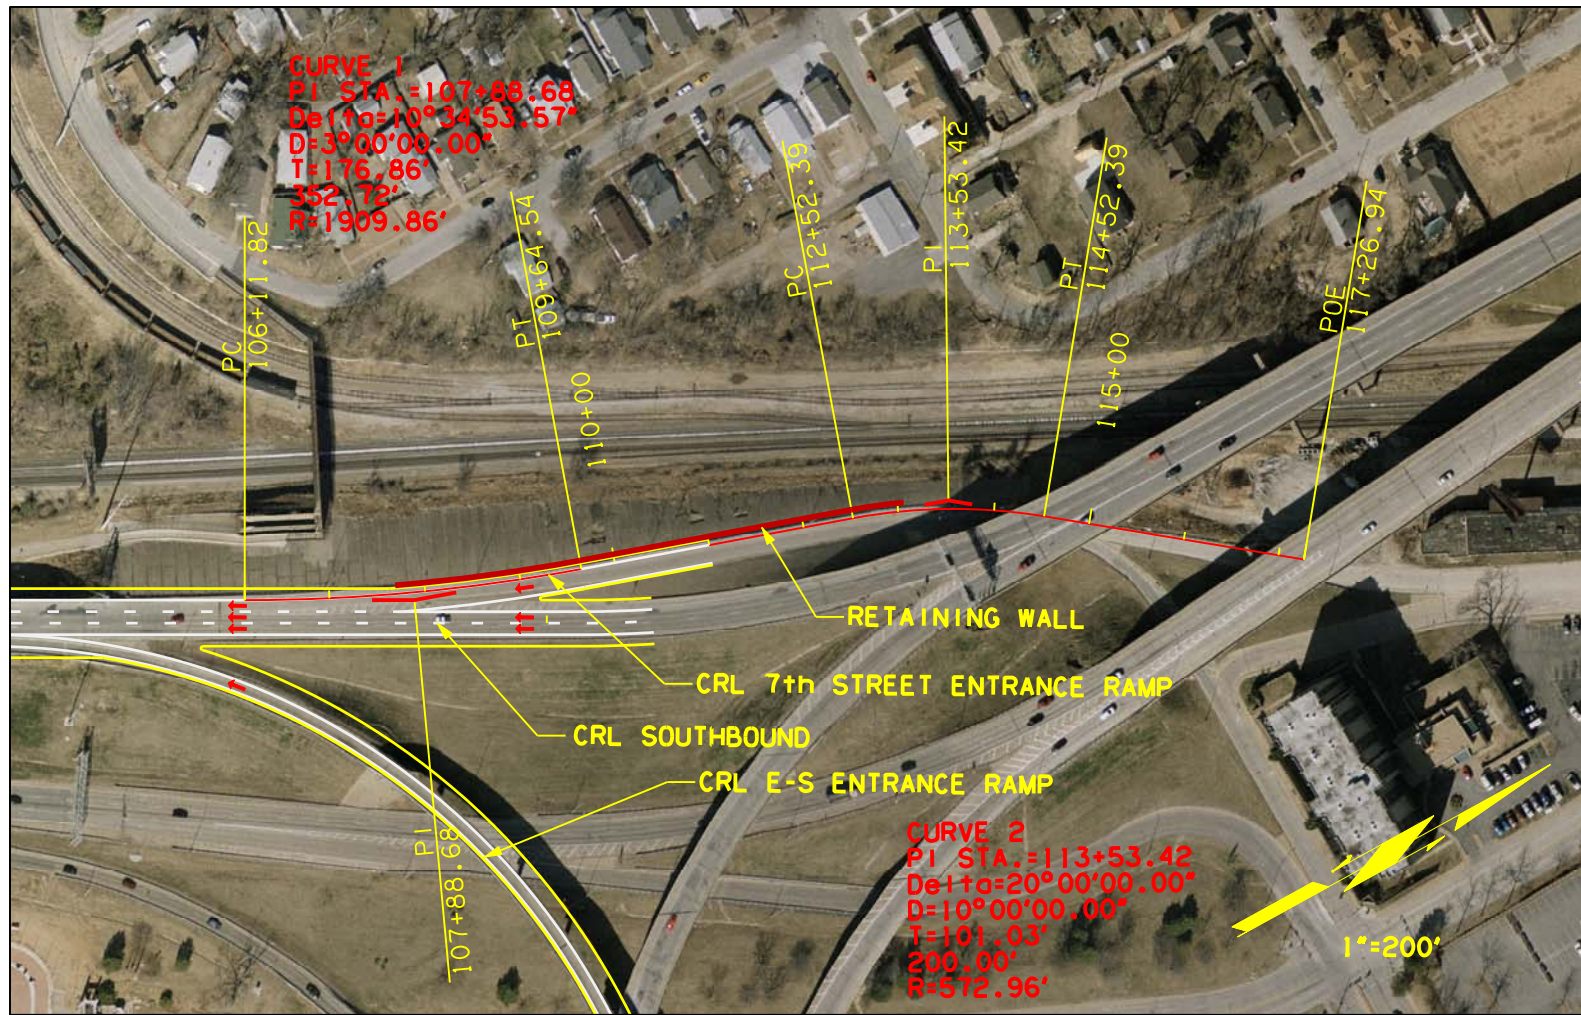 CURVE 1
PI STA.=107+88.68
Delta=10°34'53.57"
D=3°00'00.00"
T=176.86'
352.72'
R=1909.86'
PC
106+11.82
PT
109+64.54
110+00
PC
112+52.39
PI
113+53.42
PT
114+52.39
115+00
POE
117+26.94
RETAINING WALL
CRL 7th STREET ENTRANCE RAMP
CRL SOUTHBOUND
CRL E-S ENTRANCE RAMP
PI
107+88.68
CURVE 2
PI STA.=113+53.42
Delta=20°00'00.00"
D=10°00'00.00"
T=101.03'
200.00'
R=572.96'
1"=200'